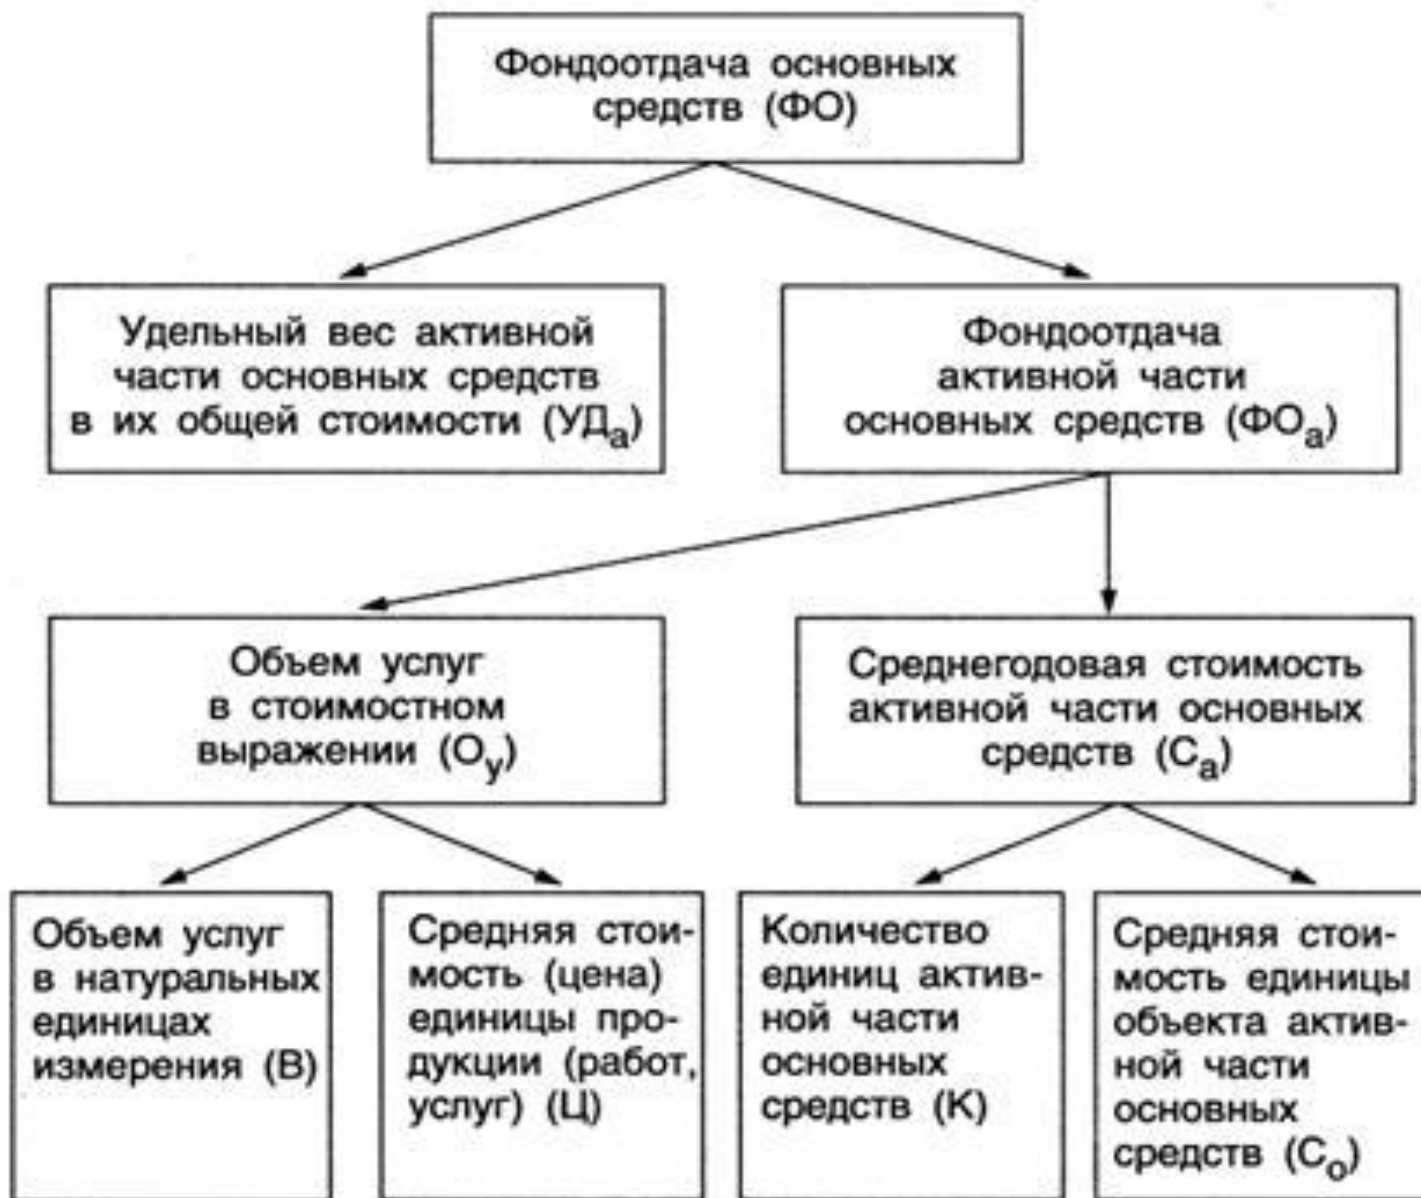 Фондоотдача основных
средств (ФО)
Удельный вес активной
части основных средств
в их общей стоимости (УДа)
Фондоотдача
активной части
основных средств (ФОа)
Объем услуг
в стоимостном
выражении (Оу)
Среднегодовая стоимость
активной части основных
средств (Са)
Объем услуг
в натуральных
единицах
измерения (В)
Средняя стои-
мость (цена)
единицы про-
дукции (работ,
услуг) (Ц)
Количество
единиц актив-
ной части
основных
средств (К)
Средняя стои-
мость единицы
объекта актив-
ной части
основных
средств (Со)